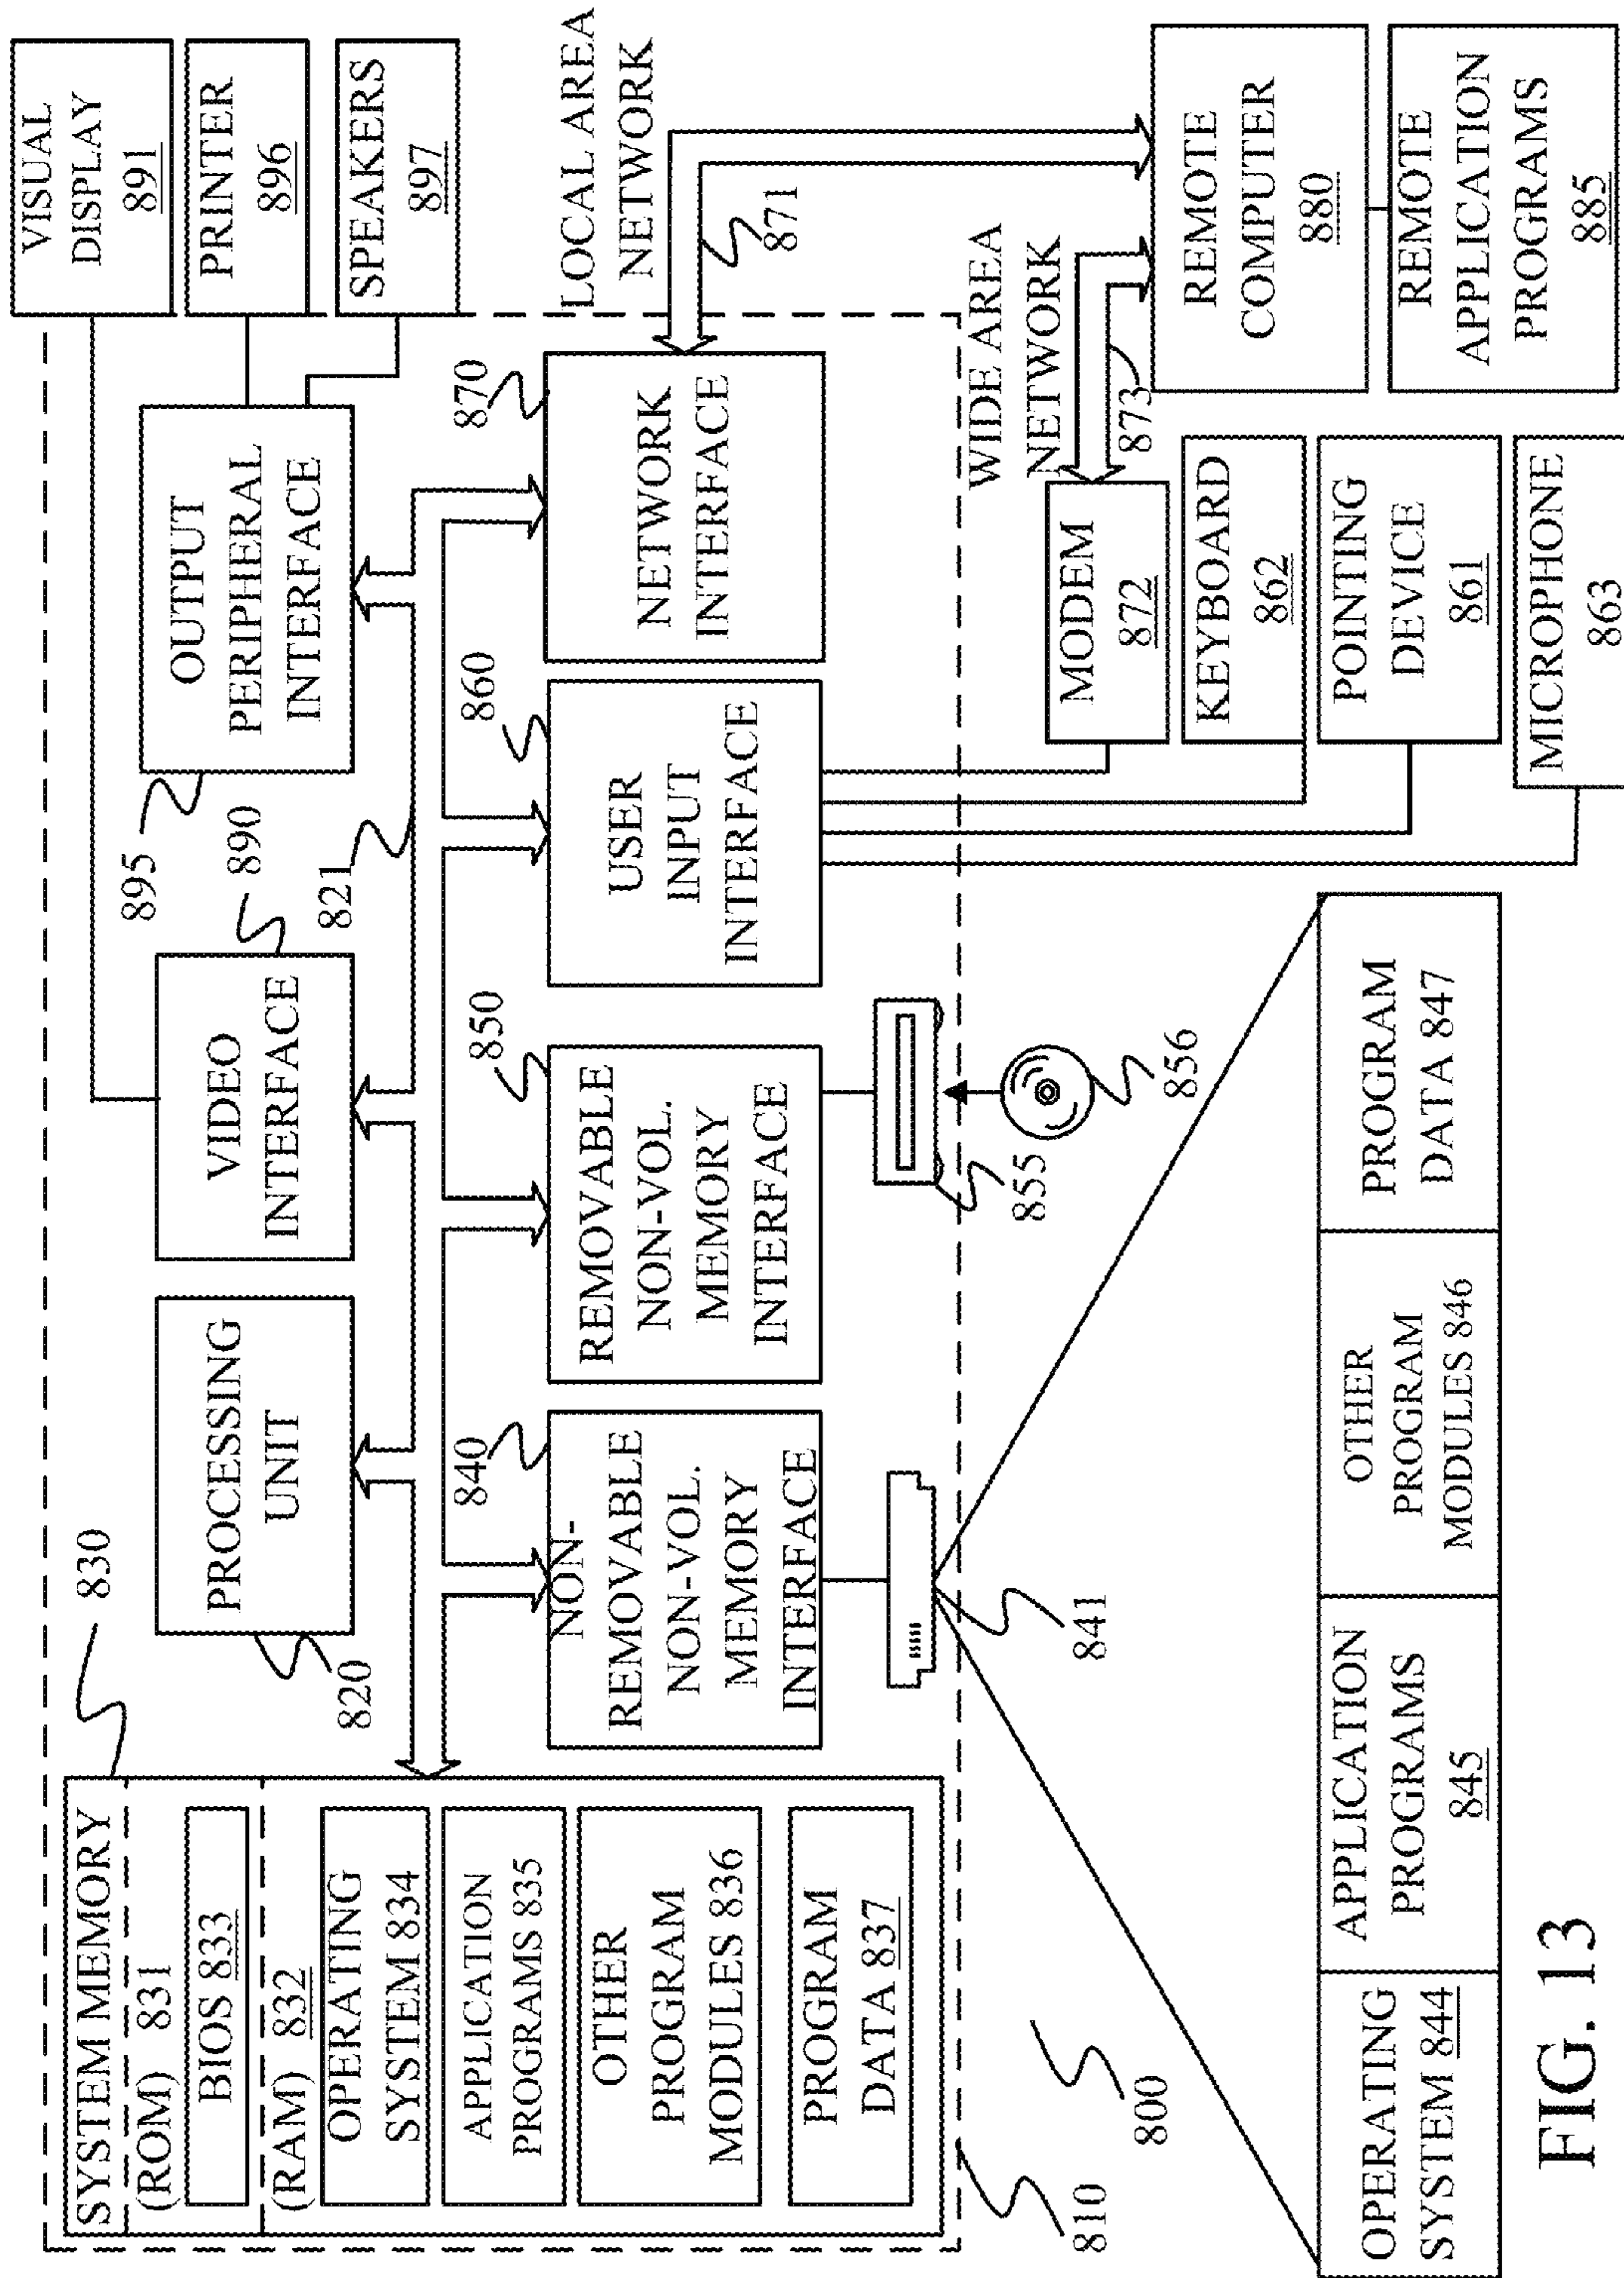 SYSTEM MEMORY
(ROM) 831
BIOS 833
(RAM) 832
OPERATING
SYSTEM 834
APPLICATION
PROGRAMS 835
OTHER
PROGRAM
MODULES 836
PROGRAM
DATA 837
830
PROCESSING
UNIT
820
VIDEO
INTERFACE
890
821
OUTPUT
PERIPHERAL
INTERFACE
895
VISUAL
DISPLAY
891
PRINTER
896
SPEAKERS
897
NON-
REMOVABLE
NON-VOL.
MEMORY
INTERFACE
840
REMOVABLE
NON-VOL.
MEMORY
INTERFACE
850
USER
INPUT
INTERFACE
860
NETWORK
INTERFACE
870
LOCAL AREA
NETWORK
871
810
800
841
855
856
WIDE AREA
NETWORK
873
MODEM
872
KEYBOARD
862
POINTING
DEVICE
861
MICROPHONE
863
REMOTE
COMPUTER
880
REMOTE
APPLICATION
PROGRAMS
885
OPERATING
SYSTEM 844
APPLICATION
PROGRAMS
845
OTHER
PROGRAM
MODULES 846
PROGRAM
DATA 847
FIG. 13